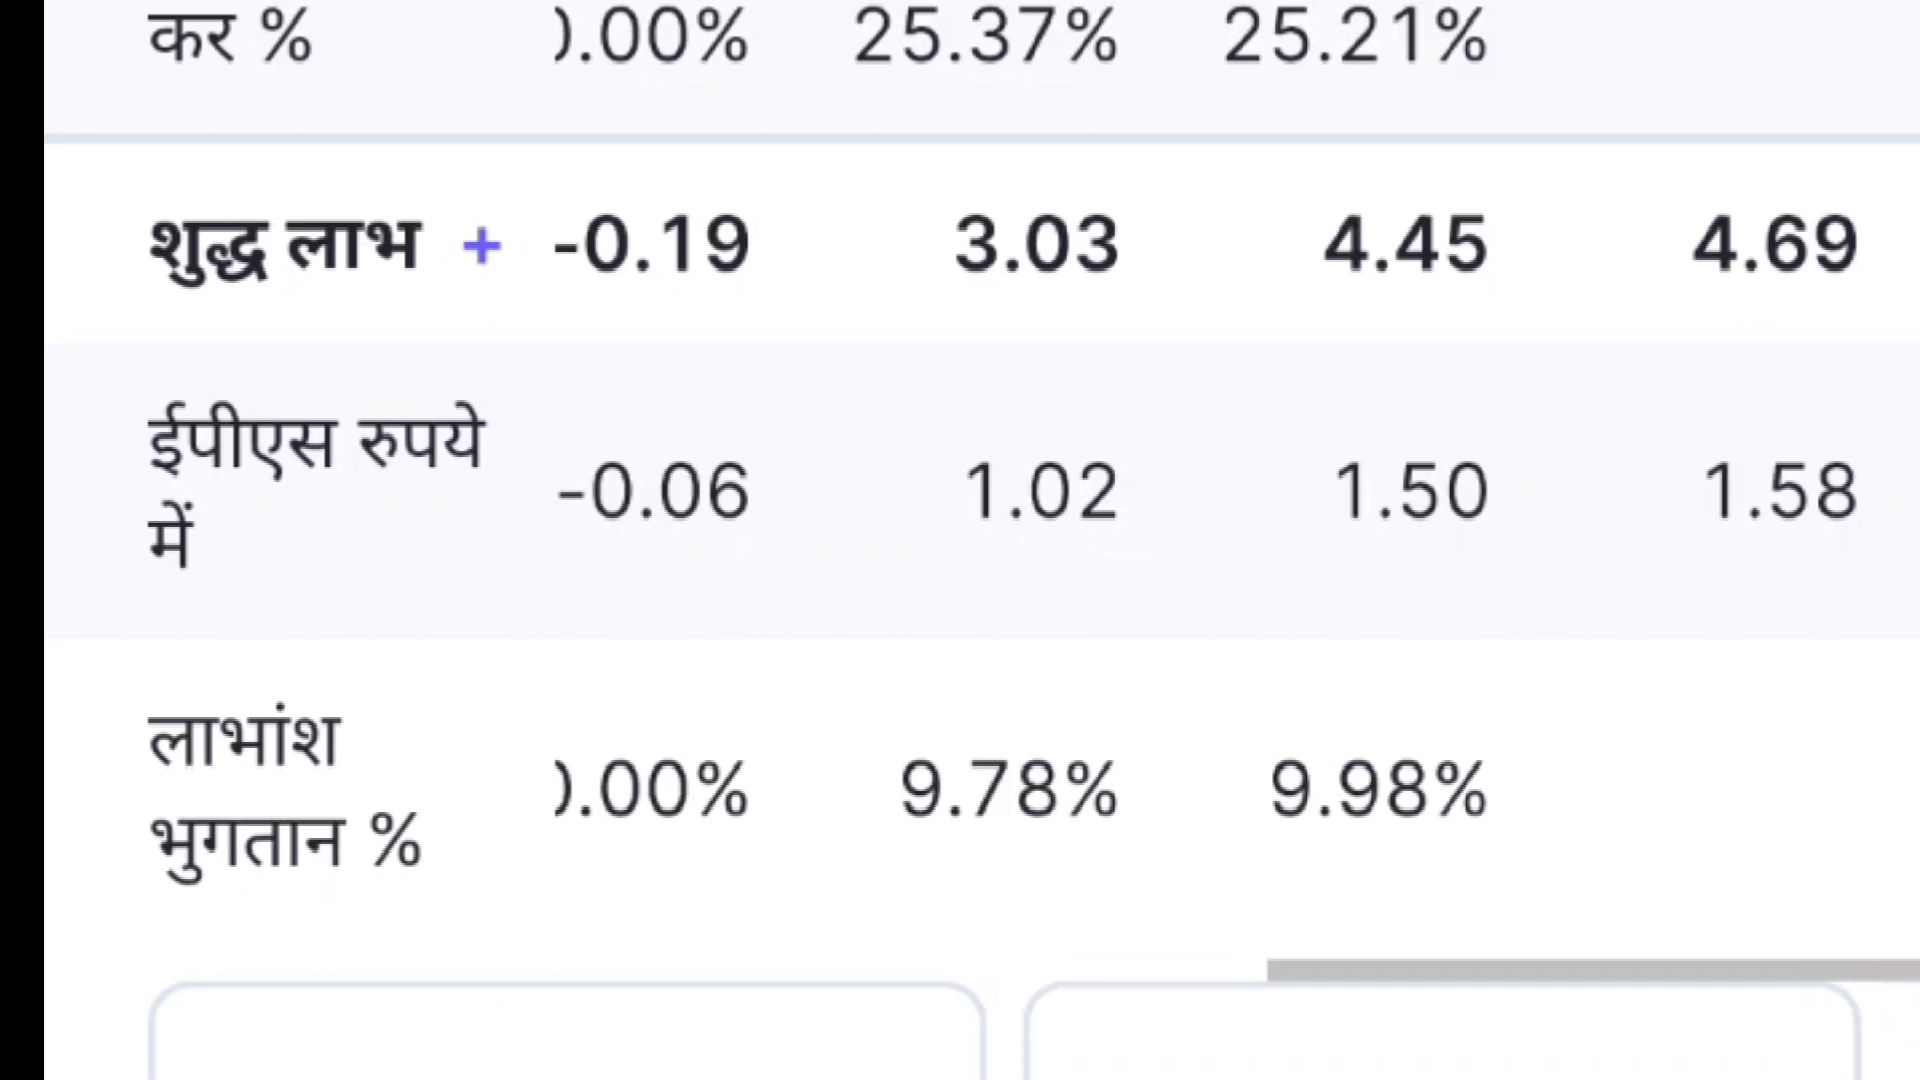 कर % .00% 25.37% 25.21%
शुद्ध लाभ + -0.19 3.03 4.45 4.69
ईपीएस रुपये
में -0.06 1.02 1.50 1.58
लाभांश
भुगतान % .00% 9.78% 9.98%